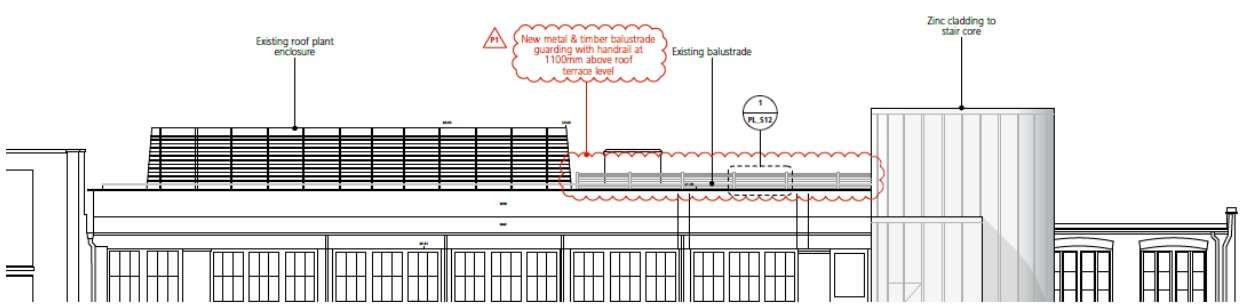 Existing roof plant
enclosure
P1
New metal & timber balustrade
guarding with handrail at
1100mm above roof
terrace level
Existing balustrade
1
PL_512
Zinc cladding to
stair core